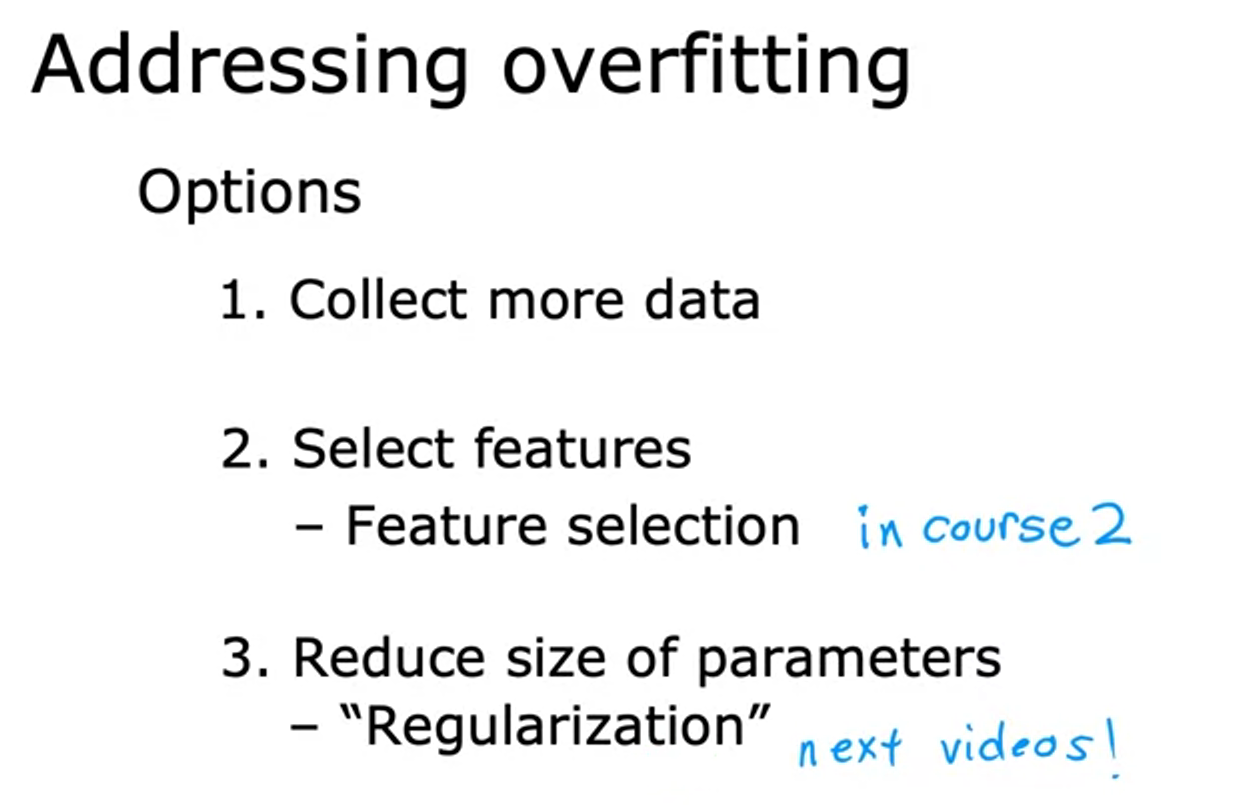 Addressing overfitting
Options
1. Collect more data
2. Select features
– Feature selection in course 2
3. Reduce size of parameters
– “Regularization” next videos!